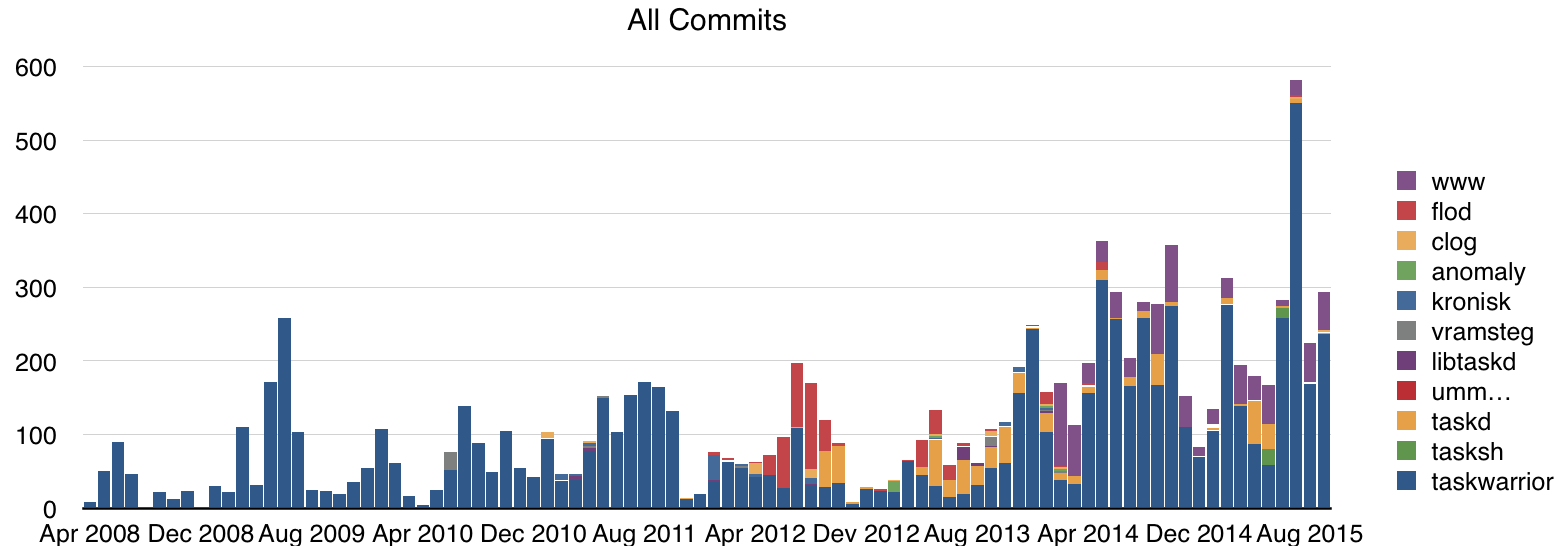 All Commits
600
500
400
300
200
100
0
Apr 2008 Dec 2008 Aug 2009 Apr 2010 Dec 2010 Aug 2011 Apr 2012 Dev 2012 Aug 2013 Apr 2014 Dec 2014 Aug 2015
www
flod
clog
anomaly
kronisk
vramsteg
libtaskd
umm…
taskd
tasksh
taskwarrior